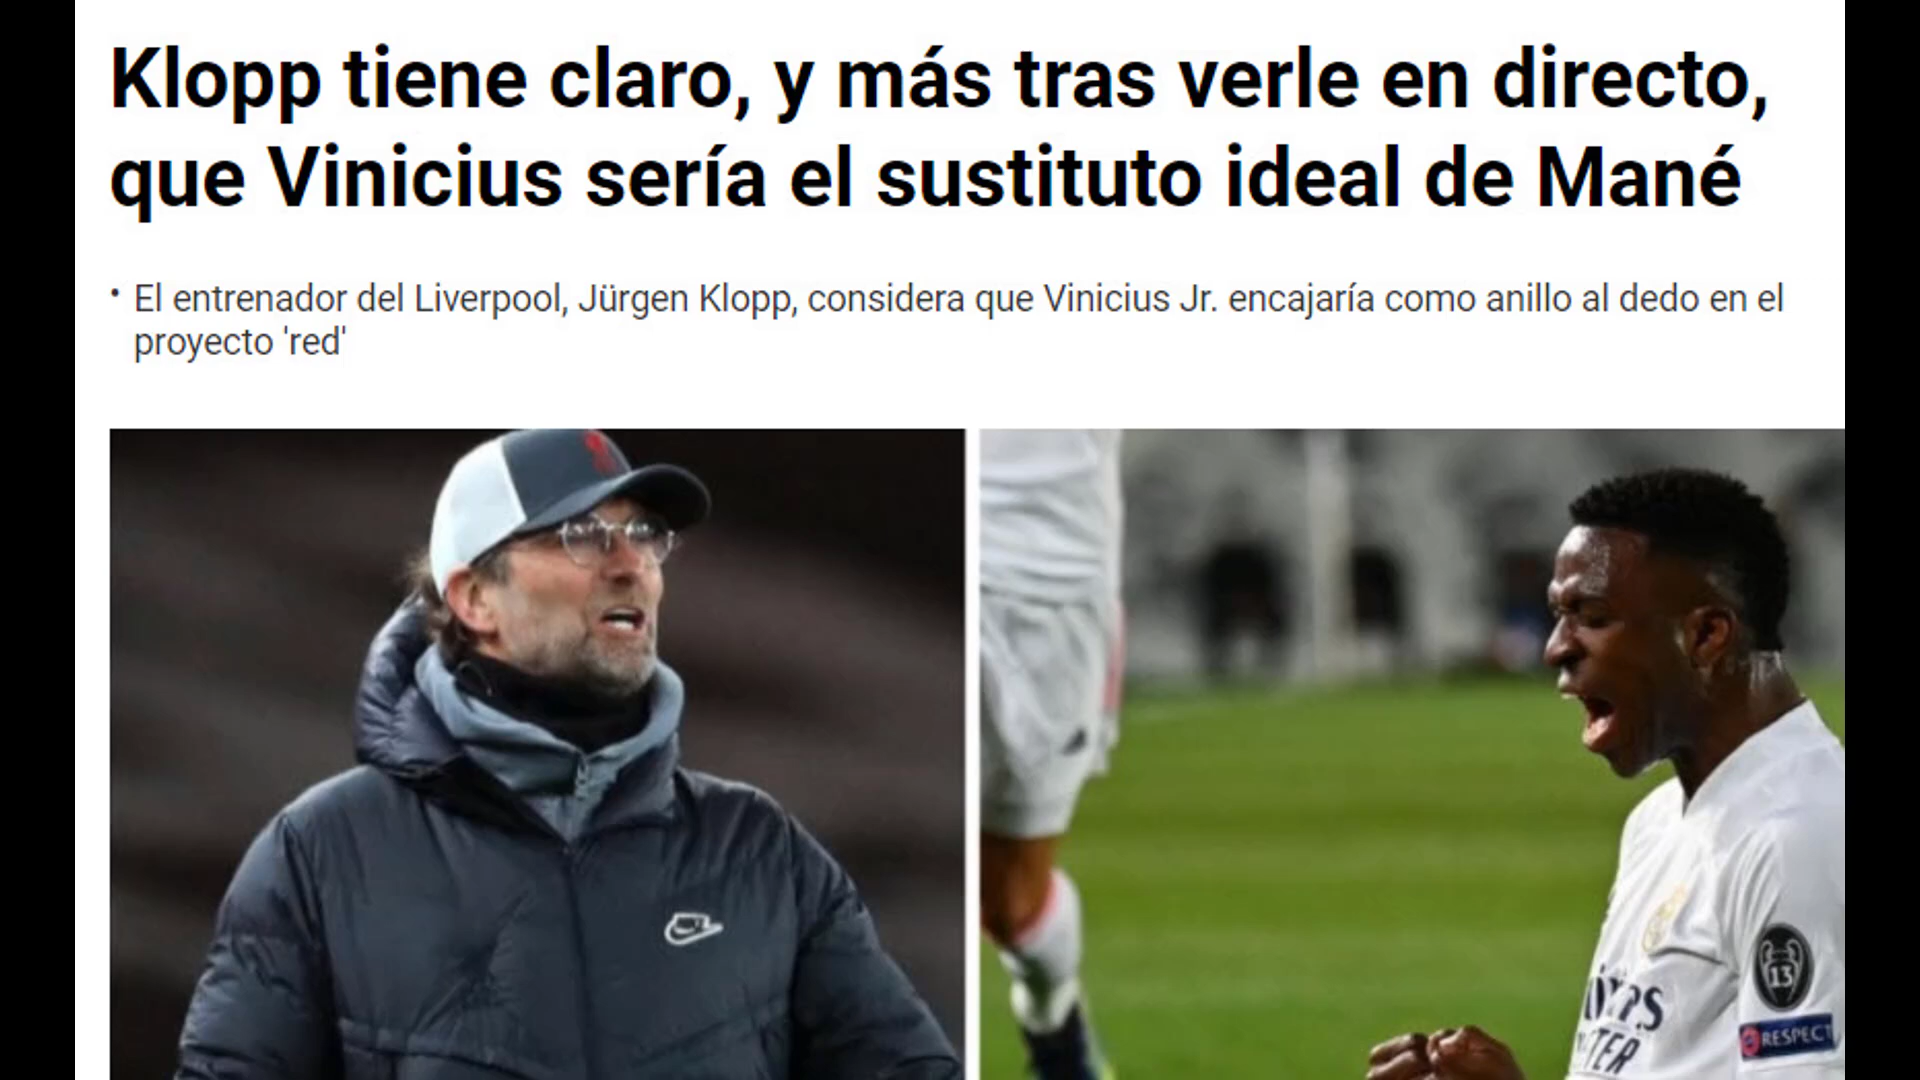 Klopp tiene claro, y más tras verle en directo,
que Vinicius sería el sustituto ideal de Mané
• El entrenador del Liverpool, Jürgen Klopp, considera que Vinicius Jr. encajaría como anillo al dedo en el
proyecto 'red'
13
RESPECT